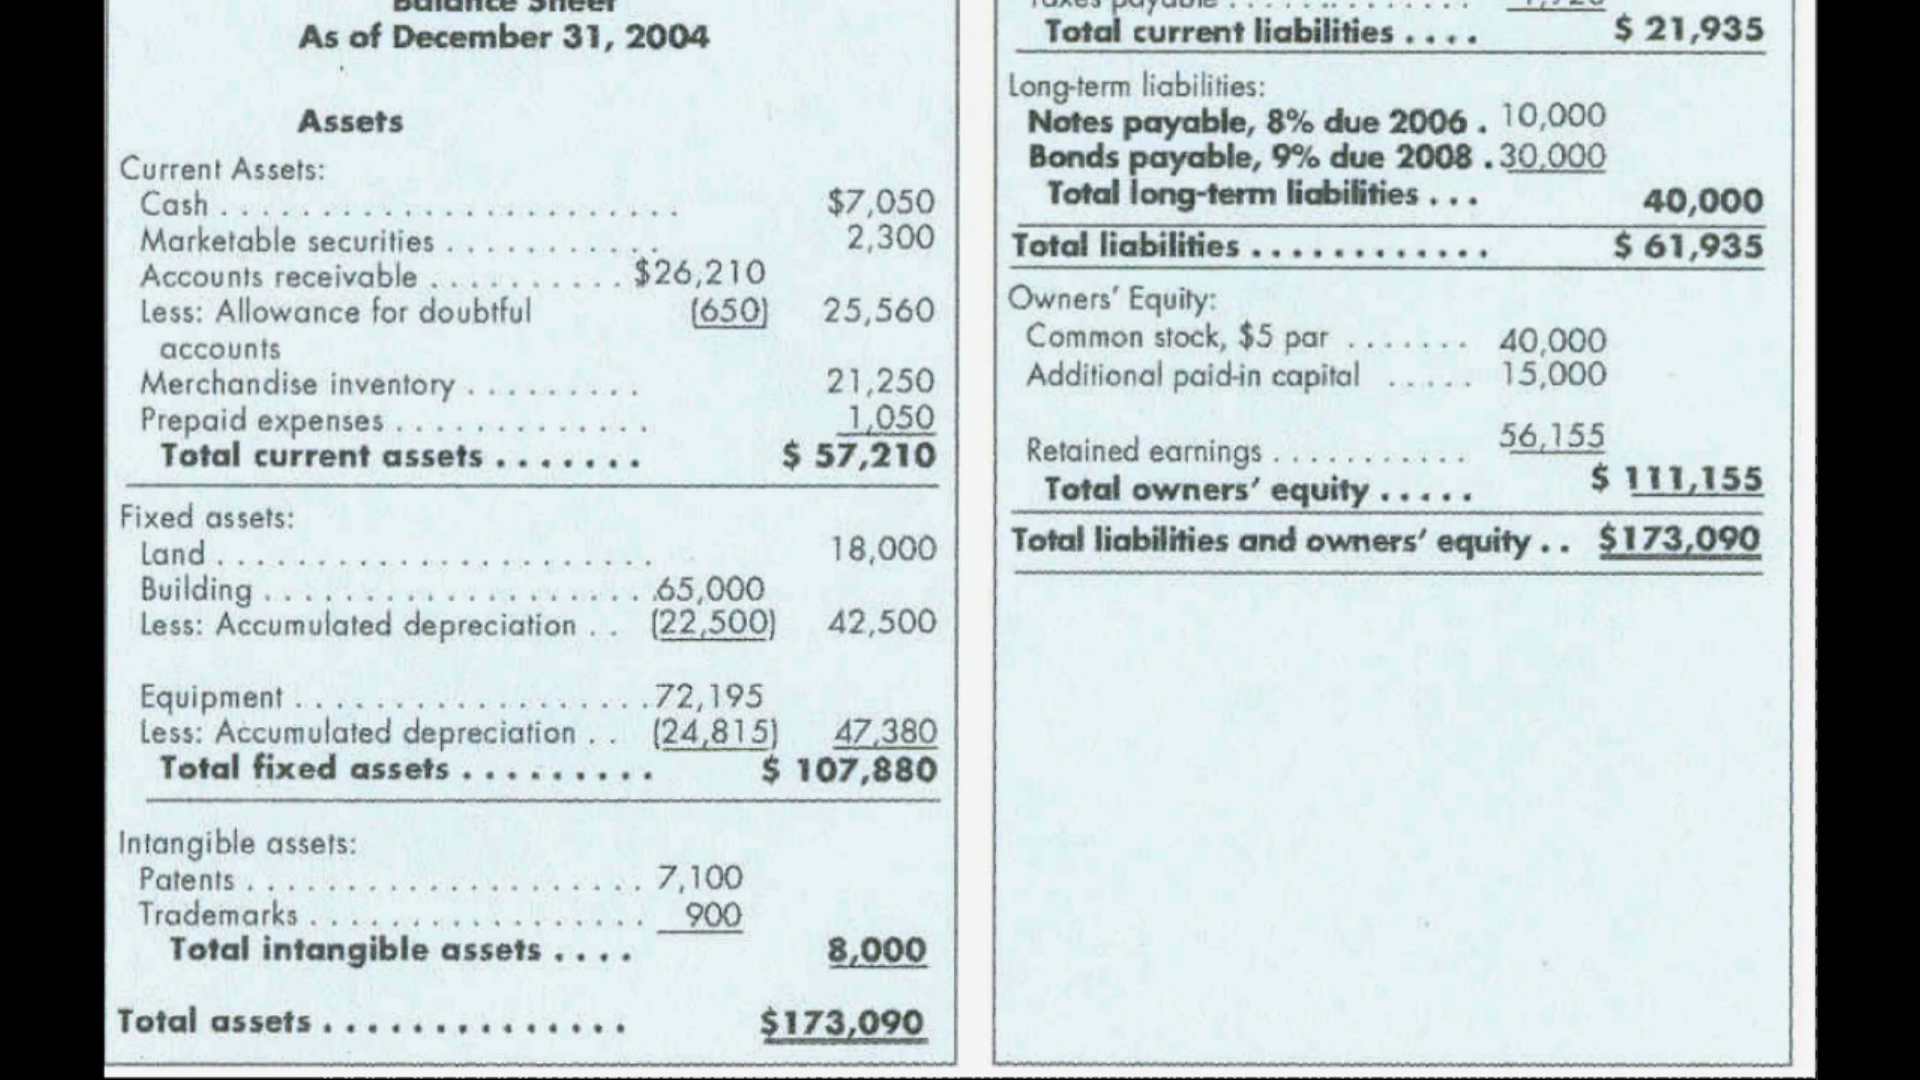 Balance Sheet
As of December 31, 2004
Assets
Current Assets:
Cash . . . . . . . . . . . . . . . . . . . . . . . $7,050
Marketable securities . . . . . . . . . . . 2,300
Accounts receivable . . . . . . . . . . $26,210
Less: Allowance for doubtful (650) 25,560
accounts
Merchandise inventory . . . . . . . . . 21,250
Prepaid expenses . . . . . . . . . . . . . 1,050
Total current assets . . . . . . . $ 57,210
Fixed assets:
Land . . . . . . . . . . . . . . . . . . . . . . 18,000
Building . . . . . . . . . . . . . . . . . . . . 65,000
Less: Accumulated depreciation . . (22,500) 42,500
Equipment . . . . . . . . . . . . . . . . . . 72,195
Less: Accumulated depreciation . . (24,815) 47,380
Total fixed assets . . . . . . . . . $ 107,880
Intangible assets:
Patents . . . . . . . . . . . . . . . . . . . . 7,100
Trademarks . . . . . . . . . . . . . . . . 900
Total intangible assets . . . . 8,000
Total assets . . . . . . . . . . . . . . $173,090
Taxes payable . . . . . . . . . . . .
Total current liabilities . . . . $ 21,935
Long-term liabilities:
Notes payable, 8% due 2006 . 10,000
Bonds payable, 9% due 2008 . 30,000
Total long-term liabilities . . . 40,000
Total liabilities . . . . . . . . . . . . $ 61,935
Owners' Equity:
Common stock, $5 par . . . . . . . 40,000
Additional paid-in capital . . . . . 15,000
Retained earnings . . . . . . . . . . . 56,155
Total owners' equity . . . . . $ 111,155
Total liabilities and owners' equity . . $173,090